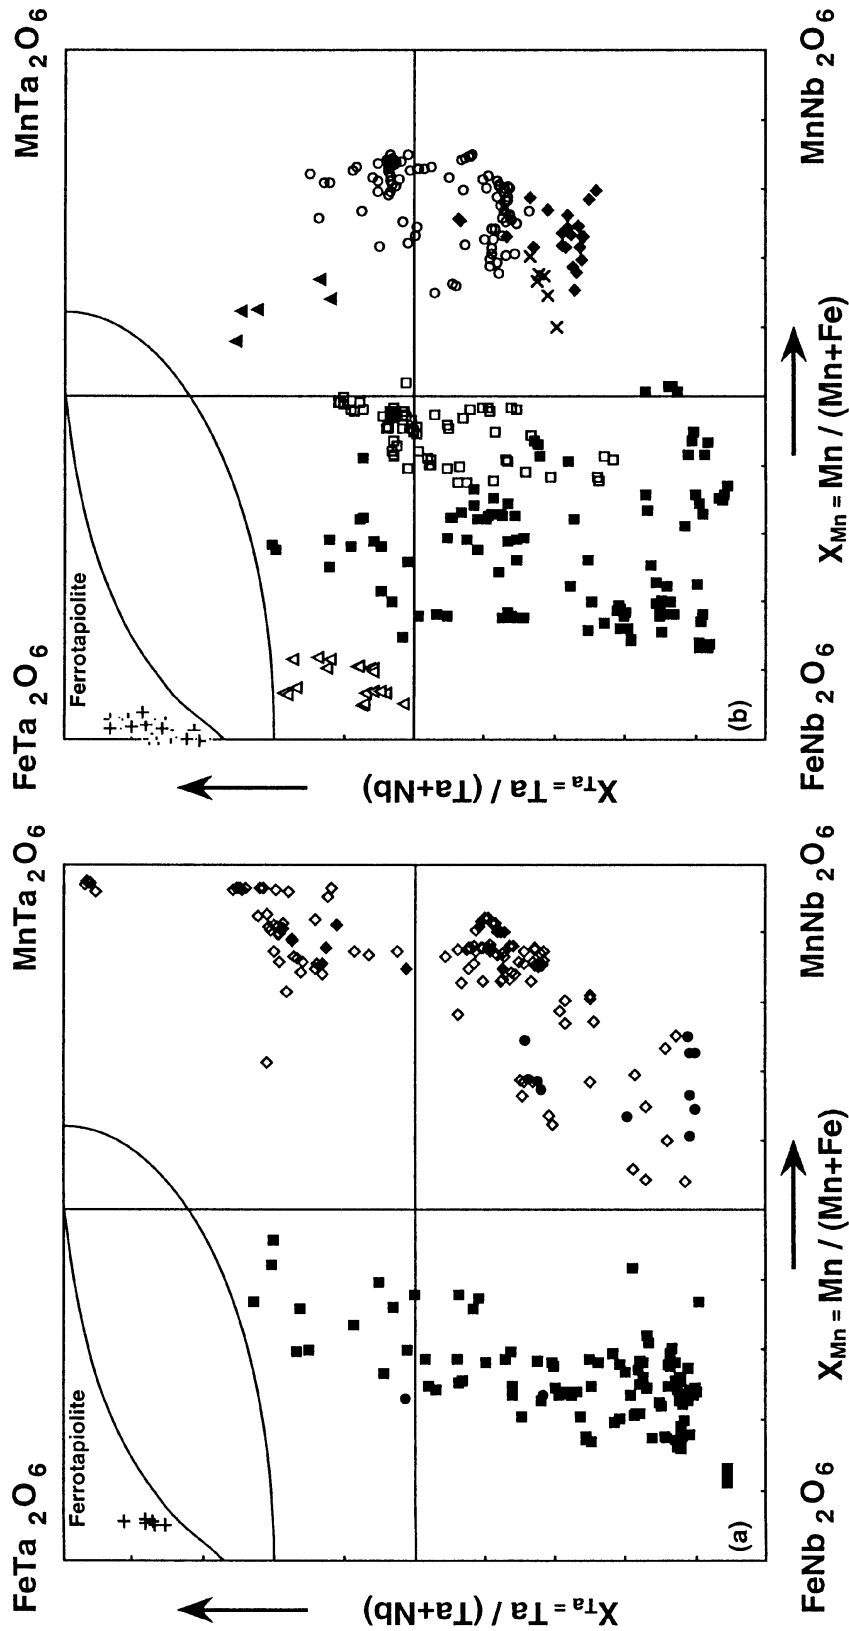 FeTa2O6
MnTa2O6
Ferrotapiolite
XTa = Ta / (Ta+Nb)
(a)
FeNb2O6
XMn = Mn / (Mn+Fe)
MnNb2O6
FeTa2O6
MnTa2O6
Ferrotapiolite
XTa = Ta / (Ta+Nb)
(b)
FeNb2O6
XMn = Mn / (Mn+Fe)
MnNb2O6